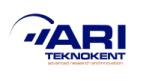 ARI
TEKNOKENT
advanced research and innovation